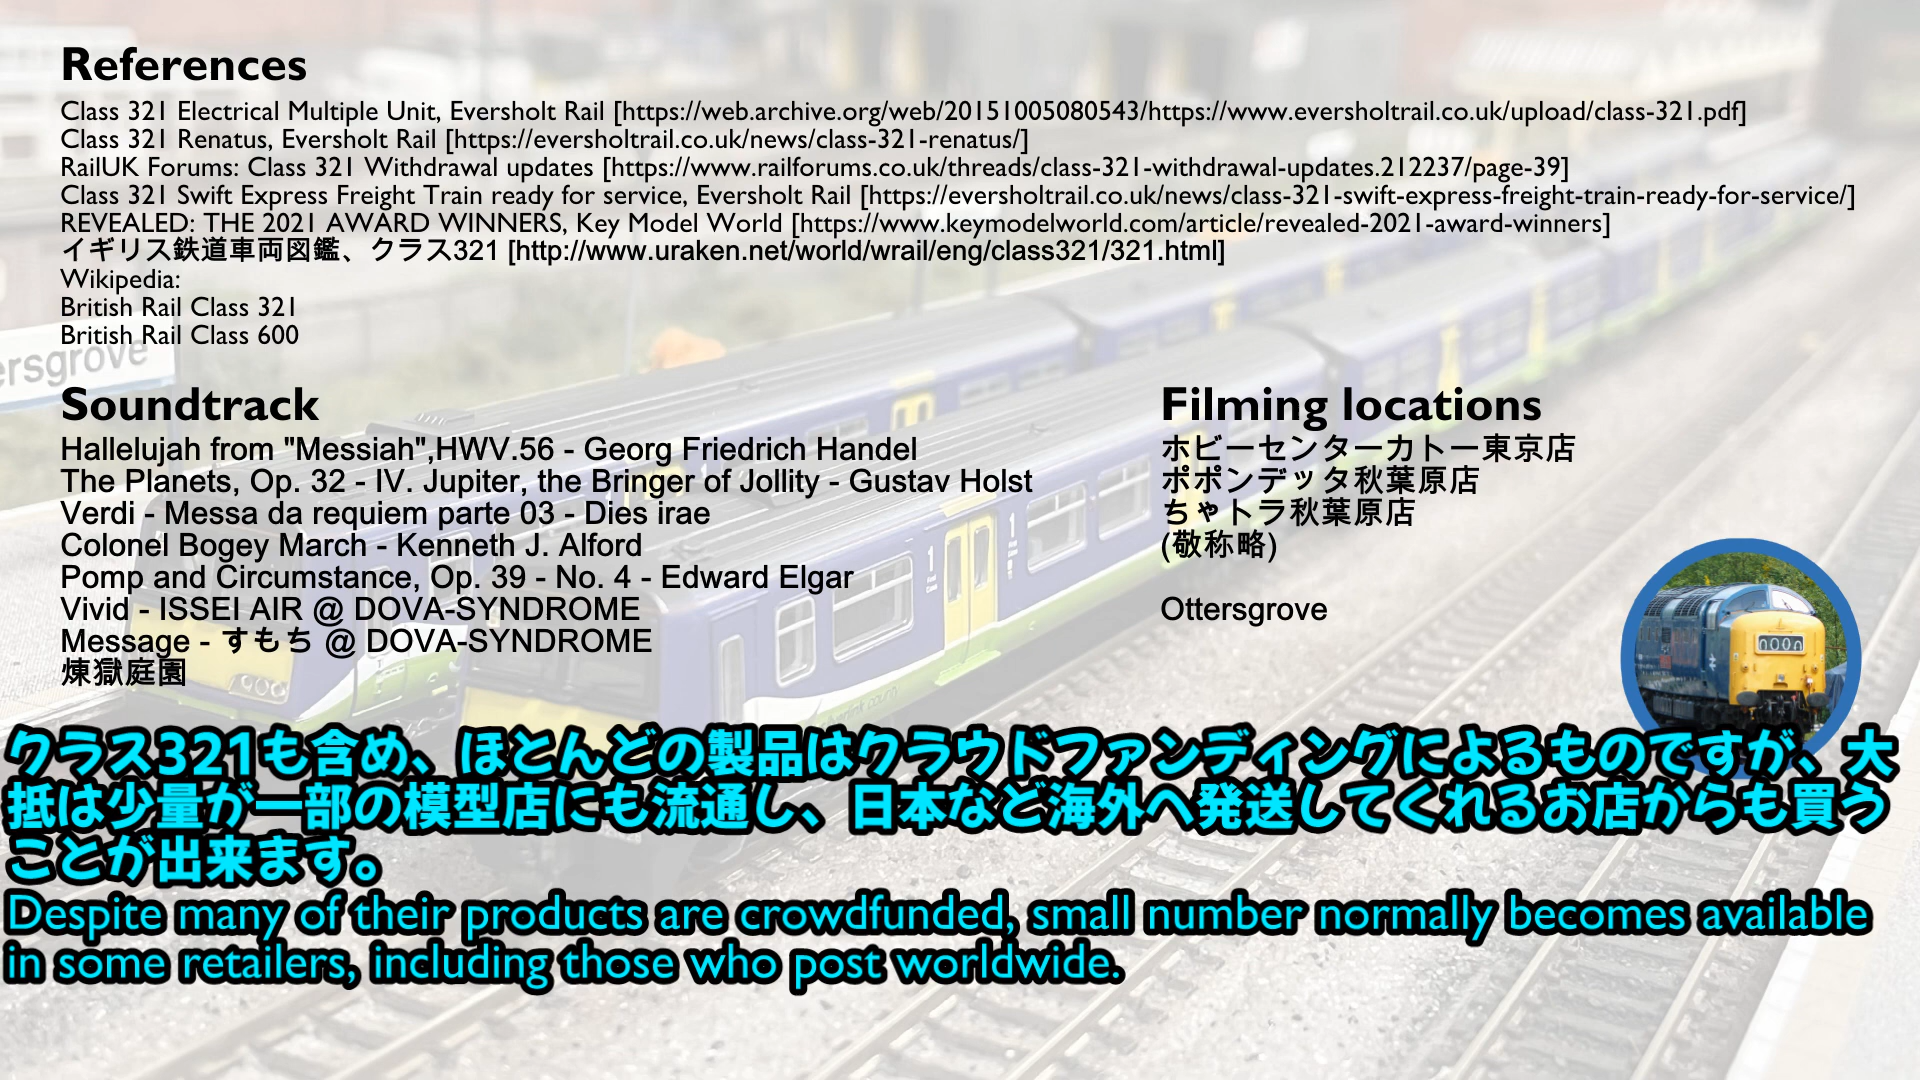 References
Class 321 Electrical Multiple Unit, Eversholt Rail [https://web.archive.org/web/20151005080543/https://www.eversholtrail.co.uk/upload/class-321.pdf]
Class 321 Renatus, Eversholt Rail [https://eversholtrail.co.uk/news/class-321-renatus/]
RailUK Forums: Class 321 Withdrawal updates [https://www.railforums.co.uk/threads/class-321-withdrawal-updates.212237/page-39]
Class 321 Swift Express Freight Train ready for service, Eversholt Rail [https://eversholtrail.co.uk/news/class-321-swift-express-freight-train-ready-for-service/]
REVEALED: THE 2021 AWARD WINNERS, Key Model World [https://www.keymodelworld.com/article/revealed-2021-award-winners]
イギリス鉄道車両図鑑、クラス321 [http://www.uraken.net/world/wrail/eng/class321/321.html]
Wikipedia:
British Rail Class 321
British Rail Class 600
ersgrove
Soundtrack
Hallelujah from "Messiah",HWV.56 - Georg Friedrich Handel
The Planets, Op. 32 - IV. Jupiter, the Bringer of Jollity - Gustav Holst
Verdi - Messa da requiem parte 03 - Dies irae
Colonel Bogey March - Kenneth J. Alford
Pomp and Circumstance, Op. 39 - No. 4 - Edward Elgar
Vivid - ISSEI AIR @ DOVA-SYNDROME
Message - すもち @ DOVA-SYNDROME
煉獄庭園
Filming locations
ホビーセンターカトー東京店
ポポンデッタ秋葉原店
ちゃトラ秋葉原店
(敬称略)
Ottersgrove
1
1
0000
クラス321も含め、ほとんどの製品はクラウドファンディングによるものですが、大
抵は少量が一部の模型店にも流通し、日本など海外へ発送してくれるお店からも買う
ことが出来ます。
Despite many of their products are crowdfunded, small number normally becomes available
in some retailers, including those who post worldwide.